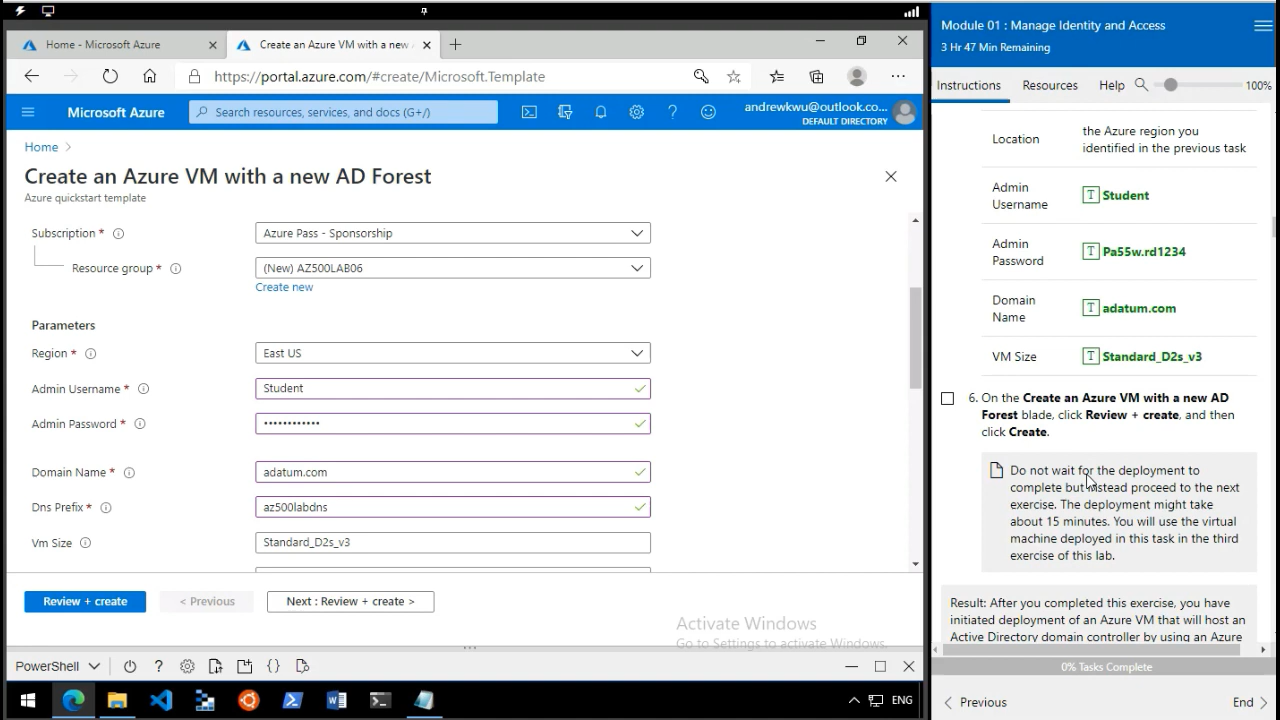 Home - Microsoft Azure
Create an Azure VM with a new
https://portal.azure.com/#create/Microsoft.Template
Microsoft Azure
Search resources, services, and docs (G+/)
andrewkwu@outlook.co...
DEFAULT DIRECTORY
Home
Create an Azure VM with a new AD Forest
Azure quickstart template
Subscription *
Azure Pass - Sponsorship
Resource group *
(New) AZ500LAB06
Create new
Parameters
Region *
East US
Admin Username *
Student
Admin Password *
••••••••••••
Domain Name *
adatum.com
Dns Prefix *
az500labdns
Vm Size
Standard_D2s_v3
Review + create
< Previous
Next : Review + create >
Activate Windows
Go to Settings to activate Windows.
PowerShell
ENG
Module 01 : Manage Identity and Access
3 Hr 47 Min Remaining
Instructions
Resources
Help
100%
Location
the Azure region you
identified in the previous task
Admin
Username
Student
Admin
Password
Pa55w.rd1234
Domain
Name
adatum.com
VM Size
Standard_D2s_v3
6. On the Create an Azure VM with a new AD
Forest blade, click Review + create, and then
click Create.
Do not wait for the deployment to
complete but instead proceed to the next
exercise. The deployment might take
about 15 minutes. You will use the virtual
machine deployed in this task in the third
exercise of this lab.
Result: After you completed this exercise, you have
initiated deployment of an Azure VM that will host an
Active Directory domain controller by using an Azure
0% Tasks Complete
Previous
End